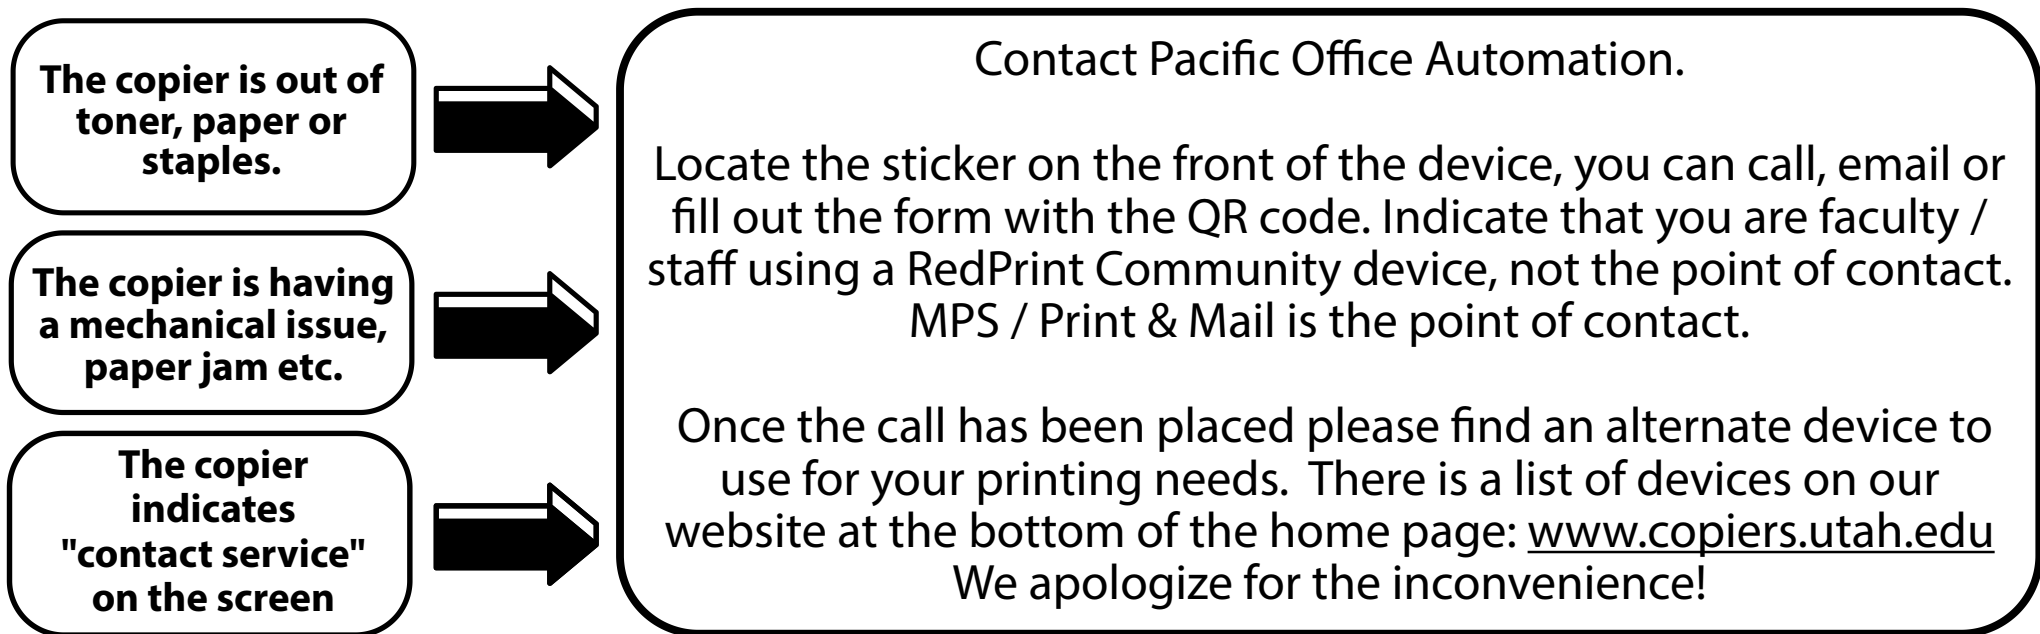 The copier is out of
toner, paper or
staples.
The copier is having
a mechanical issue,
paper jam etc.
The copier
indicates
"contact service"
on the screen
Contact Pacific Office Automation.
Locate the sticker on the front of the device, you can call, email or
fill out the form with the QR code. Indicate that you are faculty /
staff using a RedPrint Community device, not the point of contact.
MPS / Print & Mail is the point of contact.
Once the call has been placed please find an alternate device to
use for your printing needs.  There is a list of devices on our
website at the bottom of the home page: www.copiers.utah.edu
We apologize for the inconvenience!